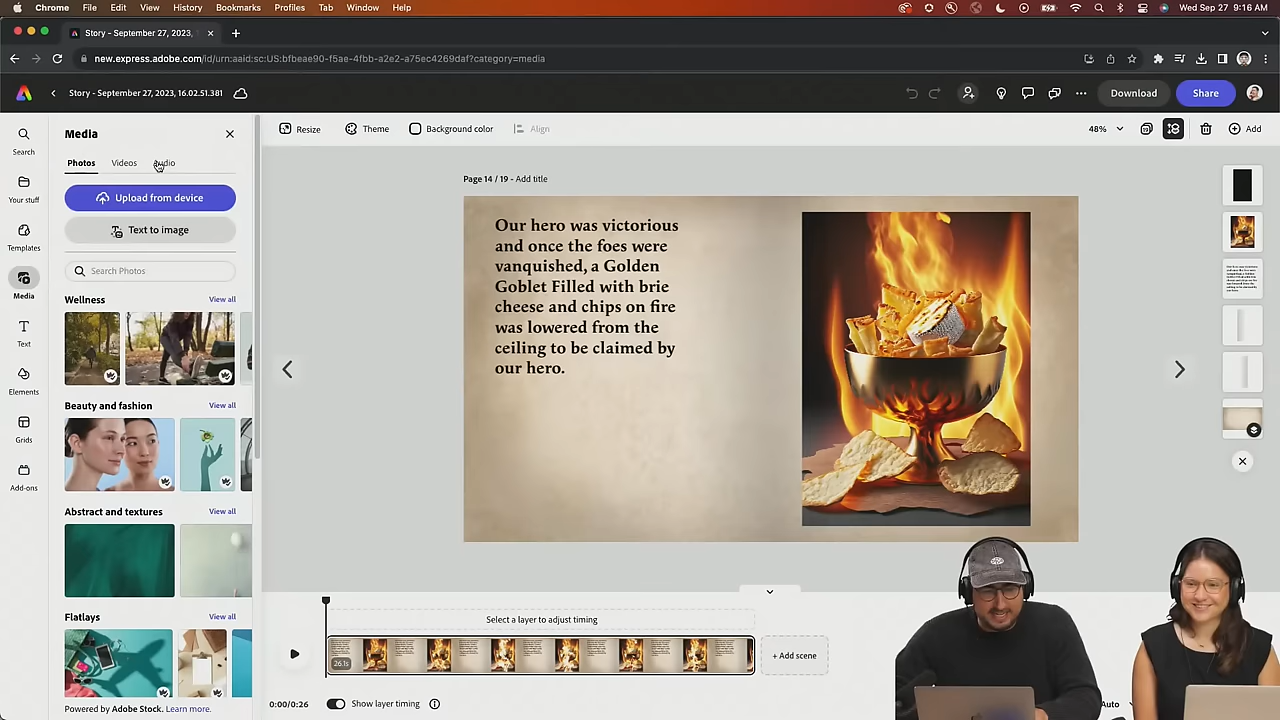 Chrome File Edit View History Bookmarks Profiles Tab Window Help
Wed Sep 27 9:16 AM
Story - September 27, 2023,
new.express.adobe.com/id/urn:aaid:sc:US:bfbeae90-f5ae-4fbb-a2e2-a75ec4269daf?category=media
Story - September 27, 2023, 16.02.51.381
Download
Share
Search
Your stuff
Templates
Media
Text
Elements
Grids
Add-ons
Media
Photos Videos Audio
Upload from device
Text to image
Search Photos
Wellness View all
Beauty and fashion View all
Abstract and textures View all
Flatlays View all
Powered by Adobe Stock. Learn more.
Resize Theme Background color Align
48%
Add
Page 14 / 19 - Add title
Our hero was victorious
and once the foes were
vanquished, a Golden
Goblet Filled with brie
cheese and chips on fire
was lowered from the
ceiling to be claimed by
our hero.
Select a layer to adjust timing
26.1s
+ Add scene
0:00/0:26
Show layer timing
Auto